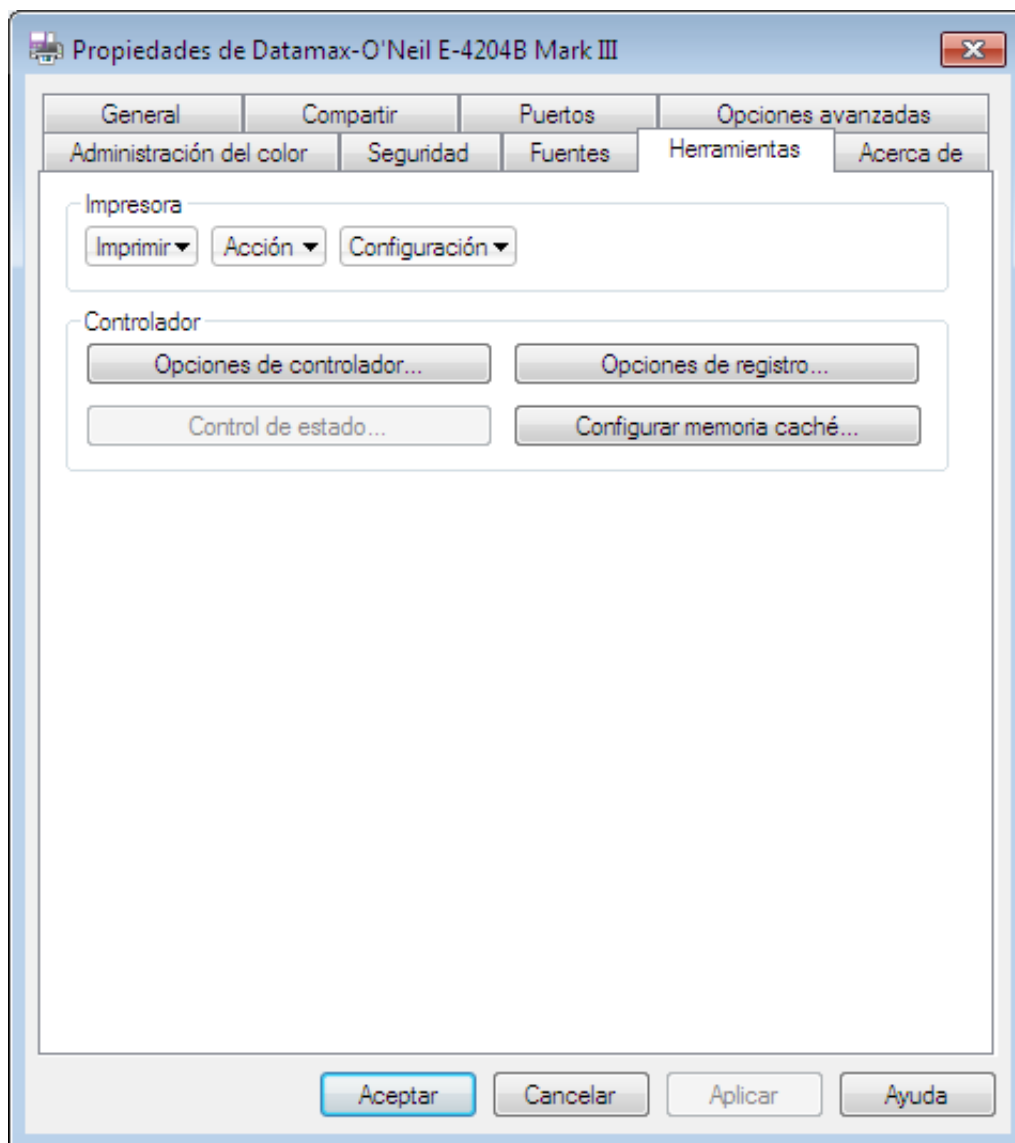 Propiedades de Datamax-O'Neil E-4204B Mark III
General Compartir Puertos Opciones avanzadas
Administración del color Seguridad Fuentes Herramientas Acerca de
Impresora
Imprimir Acción Configuración
Controlador
Opciones de controlador... Opciones de registro...
Control de estado... Configurar memoria caché...
Aceptar Cancelar Aplicar Ayuda